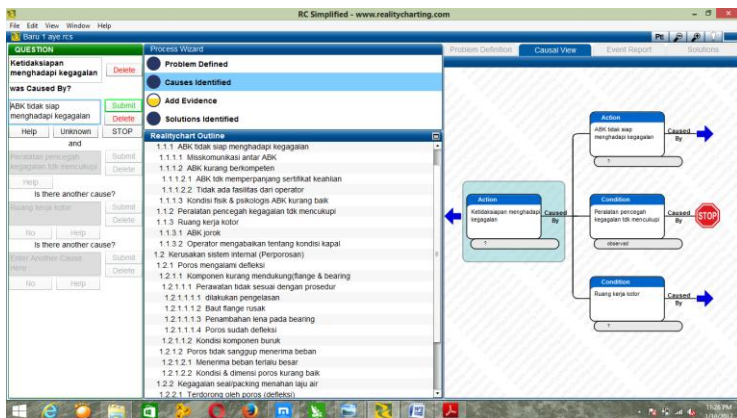 RC Simplified - www.realitycharting.com
File Edit View Window Help
Baru 1 aye.rcs
QUESTION
Ketidaksiapan
menghadapi kegagalan
Delete
was Caused By?
ABK tidak siap
menghadapi kegagalan
Submit
Delete
Help Unknown STOP
and
Peralatan pencegah
kegagalan tdk mencukupi
Submit
Delete
Help
Is there another cause?
Ruang kerja kotor
Submit
Delete
No Help
Is there another cause?
Enter Another Cause
Here
Submit
Delete
No Help
Process Wizard
Problem Defined
Causes Identified
Add Evidence
Solutions Identified
Realitychart Outline
1.1.1 ABK tidak siap menghadapi kegagalan
1.1.1.1 Misskomunikasi antar ABK
1.1.1.2 ABK kurang berkompeten
1.1.1.2.1 ABK tdk memperpanjang sertifikat keahlian
1.1.1.2.2 Tidak ada fasilitas dari operator
1.1.1.3 Kondisi fisik & psikologis ABK kurang baik
1.1.2 Peralatan pencegah kegagalan tdk mencukupi
1.1.3 Ruang kerja kotor
1.1.3.1 ABK jorok
1.1.3.2 Operator mengabaikan tentang kondisi kapal
1.2 Kerusakan sistem internal (Perporosan)
1.2.1 Poros mengalami defleksi
1.2.1.1 Komponen kurang mendukung(flange & bearing
1.2.1.1.1 Perawatan tidak sesuai dengan prosedur
1.2.1.1.1.1 dilakukan pengelasan
1.2.1.1.1.2 Baut flange rusak
1.2.1.1.1.3 Penambahan lena pada bearing
1.2.1.1.1.4 Poros sudah defleksi
1.2.1.1.2 Kondisi komponen buruk
1.2.1.2 Poros tidak sanggup menerima beban
1.2.1.2.1 Menerima beban terlalu besar
1.2.1.2.2 Kondisi & dimensi poros kurang baik
1.2.2 Kegagalan seal/packing menahan laju air
1.2.2.1 Terdorong oleh poros (defleksi)
PE
Problem Definition Causal View Event Report Solutions
Action
Ketidaksiapan menghadapi
kegagalan
?
Caused
By
Action
ABK tidak siap
menghadapi kegagalan
?
Caused
By
Condition
Peralatan pencegah
kegagalan tdk mencukupi
observed
Caused
By
STOP
Condition
Ruang kerja kotor
?
Caused
By
11:26 PM